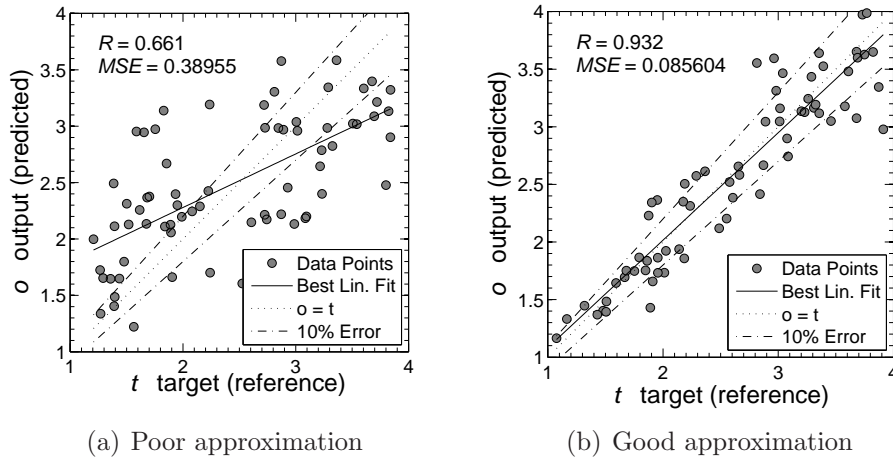 R = 0.661
MSE = 0.38955
4
3.5
3
2.5
2
1.5
1
o output (predicted)
Data Points
Best Lin. Fit
o = t
10% Error
1 2 3 4
t target (reference)
(a) Poor approximation
R = 0.932
MSE = 0.085604
4
3.5
3
2.5
2
1.5
1
o output (predicted)
Data Points
Best Lin. Fit
o = t
10% Error
1 2 3 4
t target (reference)
(b) Good approximation